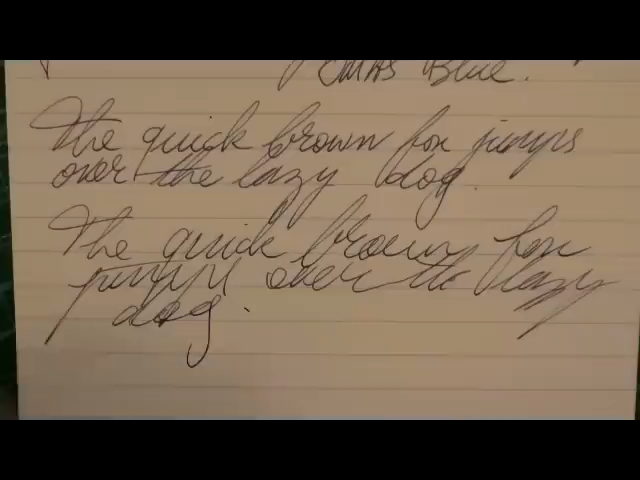 Blue.
The quick brown fox jumps
over the lazy dog.
The quick brown fox
jumps over the lazy
dog.